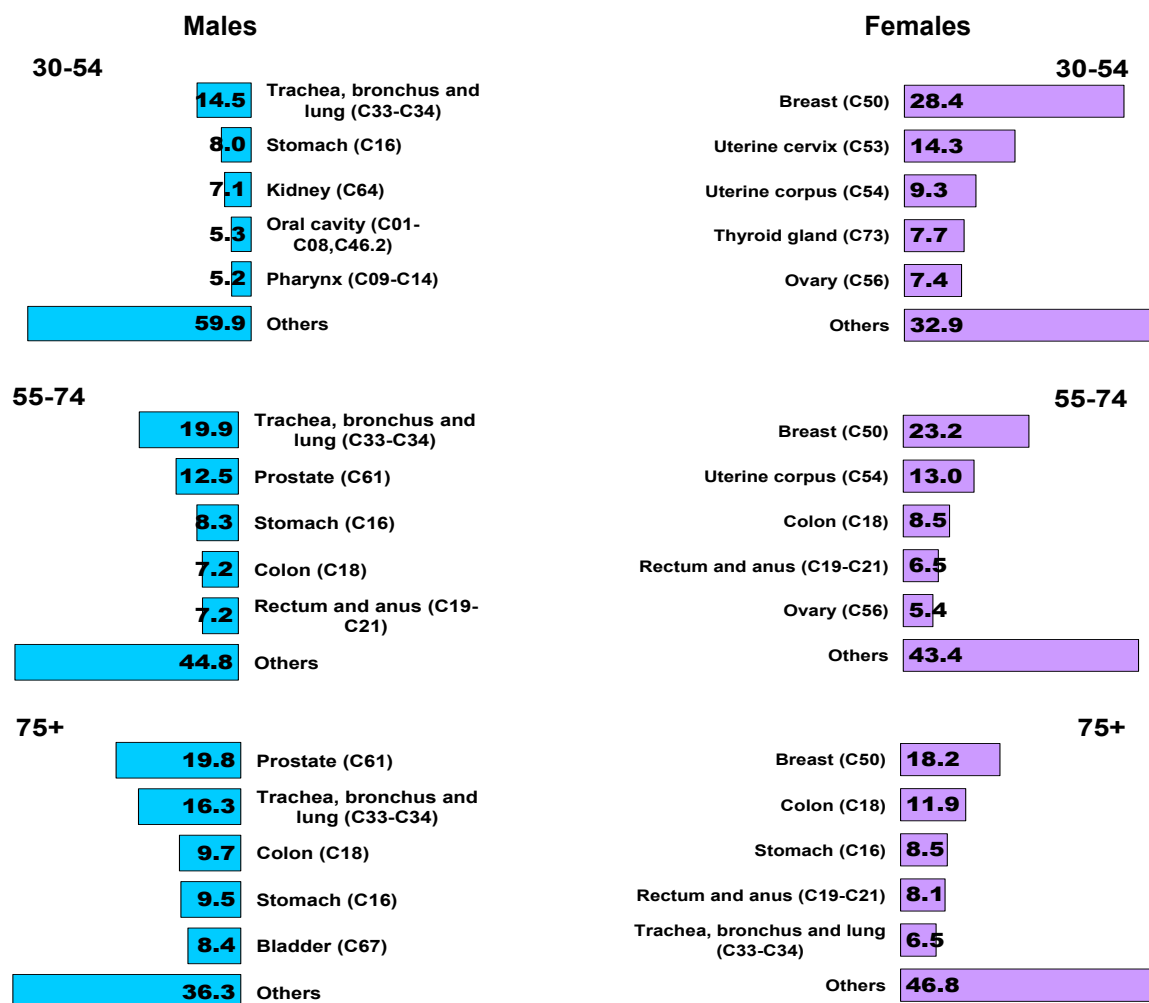 Males
30-54
14.5 Trachea, bronchus and
lung (C33-C34)
8.0 Stomach (C16)
7.1 Kidney (C64)
5.3 Oral cavity (C01-
C08,C46.2)
5.2 Pharynx (C09-C14)
59.9 Others
55-74
19.9 Trachea, bronchus and
lung (C33-C34)
12.5 Prostate (C61)
8.3 Stomach (C16)
7.2 Colon (C18)
7.2 Rectum and anus (C19-
C21)
44.8 Others
75+
19.8 Prostate (C61)
16.3 Trachea, bronchus and
lung (C33-C34)
9.7 Colon (C18)
9.5 Stomach (C16)
8.4 Bladder (C67)
36.3 Others
Females
30-54
Breast (C50) 28.4
Uterine cervix (C53) 14.3
Uterine corpus (C54) 9.3
Thyroid gland (C73) 7.7
Ovary (C56) 7.4
Others 32.9
55-74
Breast (C50) 23.2
Uterine corpus (C54) 13.0
Colon (C18) 8.5
Rectum and anus (C19-C21) 6.5
Ovary (C56) 5.4
Others 43.4
75+
Breast (C50) 18.2
Colon (C18) 11.9
Stomach (C16) 8.5
Rectum and anus (C19-C21) 8.1
Trachea, bronchus and lung
(C33-C34) 6.5
Others 46.8